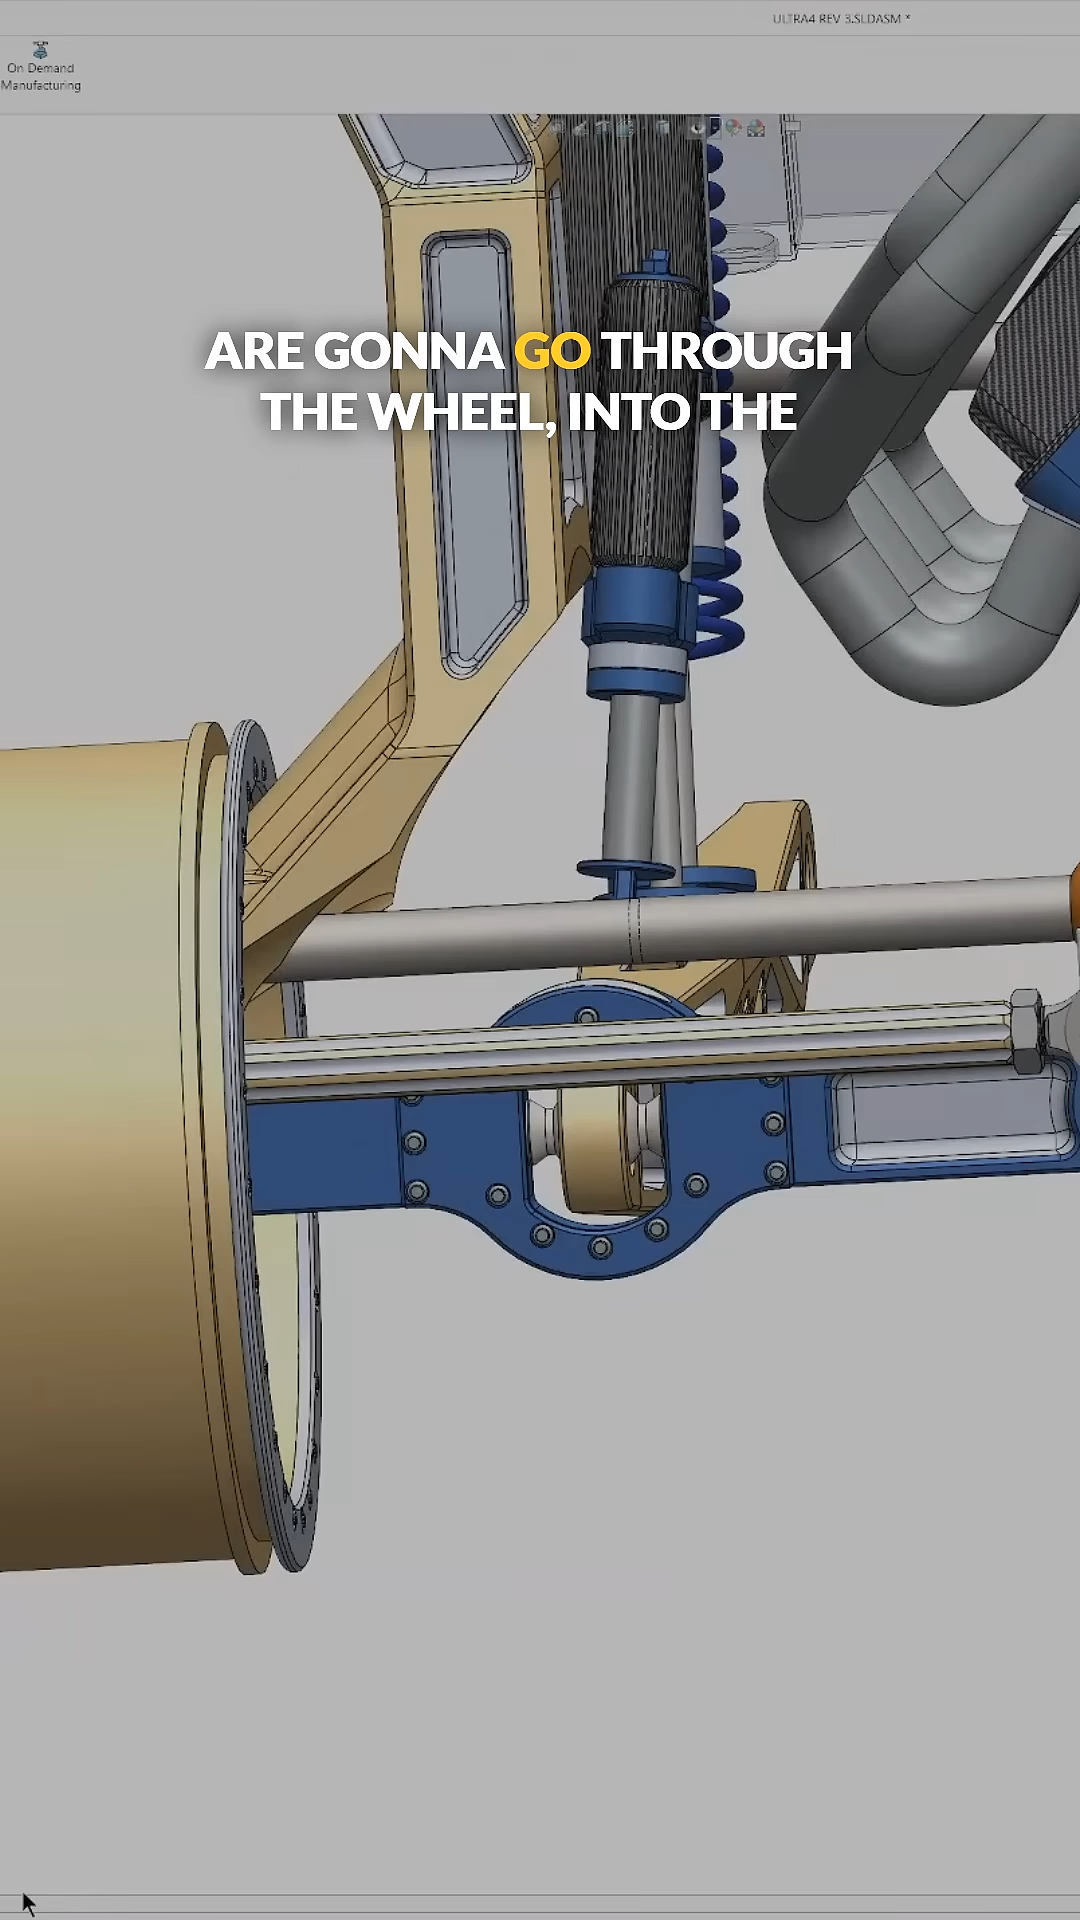 ULTRA4 REV 3.SLDASM *
On Demand
Manufacturing
ARE GONNA GO THROUGH
THE WHEEL, INTO THE